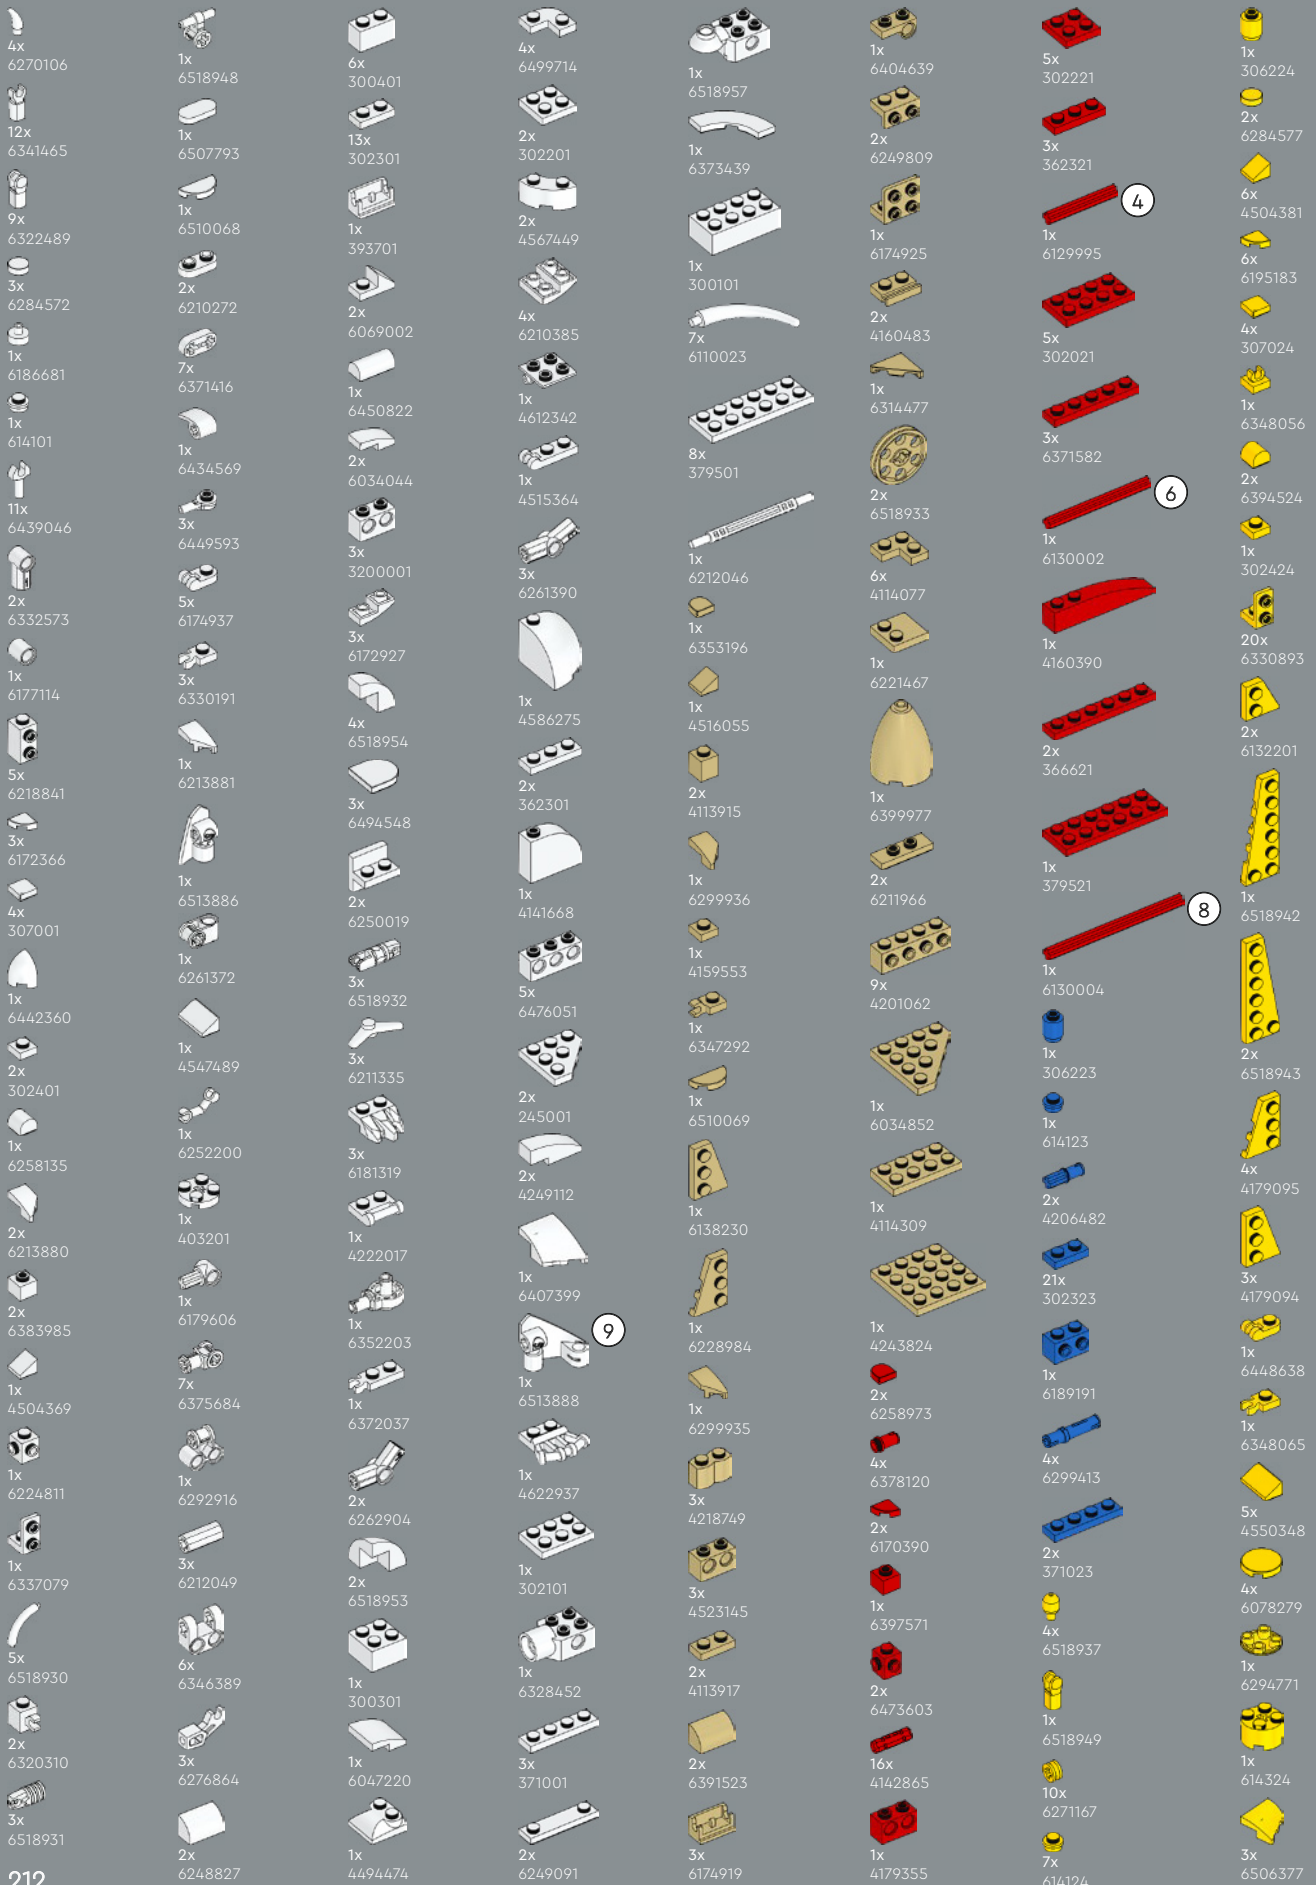 4x
6270106
12x
6341465
9x
6322489
3x
6284572
1x
6186681
1x
614101
11x
6439046
2x
6332573
1x
6177114
5x
6218841
3x
6172366
4x
307001
1x
6442360
2x
302401
1x
6258135
2x
6213880
2x
6383985
1x
4504369
1x
6224811
1x
6337079
5x
6518930
2x
6320310
3x
6518931
212
1x
6518948
1x
6507793
1x
6510068
2x
6210272
7x
6371416
1x
6434569
3x
6449593
5x
6174937
3x
6330191
1x
6213881
1x
6513886
1x
6261372
1x
4547489
1x
6252200
1x
403201
1x
6179606
7x
6375684
1x
6292916
3x
6212049
6x
6346389
3x
6276864
2x
6248827
6x
300401
13x
302301
1x
393701
2x
6069002
1x
6450822
2x
6034044
3x
3200001
3x
6172927
4x
6518954
3x
6494548
2x
6250019
3x
6518932
3x
6211335
3x
6181319
1x
4222017
1x
6352203
1x
6372037
2x
6262904
2x
6518953
1x
300301
1x
6047220
1x
4494474
4x
6499714
2x
302201
2x
4567449
4x
6210385
1x
4612342
1x
4515364
3x
6261390
1x
4586275
2x
362301
1x
4141668
5x
6476051
2x
245001
2x
4249112
1x
6407399
9
1x
6513888
1x
4622937
1x
302101
1x
6328452
3x
371001
2x
6249091
1x
6518957
1x
6373439
1x
300101
7x
6110023
8x
379501
1x
6212046
1x
6353196
1x
4516055
2x
4113915
1x
6299936
1x
4159553
1x
6347292
1x
6510069
1x
6138230
1x
6228984
1x
6299935
3x
4218749
3x
4523145
2x
4113917
2x
6391523
3x
6174919
1x
6404639
2x
6249809
1x
6174925
2x
4160483
1x
6314477
2x
6518933
6x
4114077
1x
6221467
1x
6399977
2x
6211966
9x
4201062
1x
6034852
1x
4114309
1x
4243824
2x
6258973
4x
6378120
2x
6170390
1x
6397571
2x
6473603
16x
4142865
1x
4179355
5x
302221
3x
362321
4
1x
6129995
5x
302021
3x
6371582
6
1x
6130002
1x
4160390
2x
366621
1x
379521
8
1x
6130004
1x
306223
1x
614123
2x
4206482
21x
302323
1x
6189191
4x
6299413
2x
371023
4x
6518937
1x
6518949
10x
6271167
7x
614124
1x
306224
2x
6284577
6x
4504381
6x
6195183
4x
307024
1x
6348056
2x
6394524
1x
302424
20x
6330893
2x
6132201
1x
6518942
2x
6518943
4x
4179095
3x
4179094
1x
6448638
1x
6348065
5x
4550348
4x
6078279
1x
6294771
1x
614324
3x
6506377